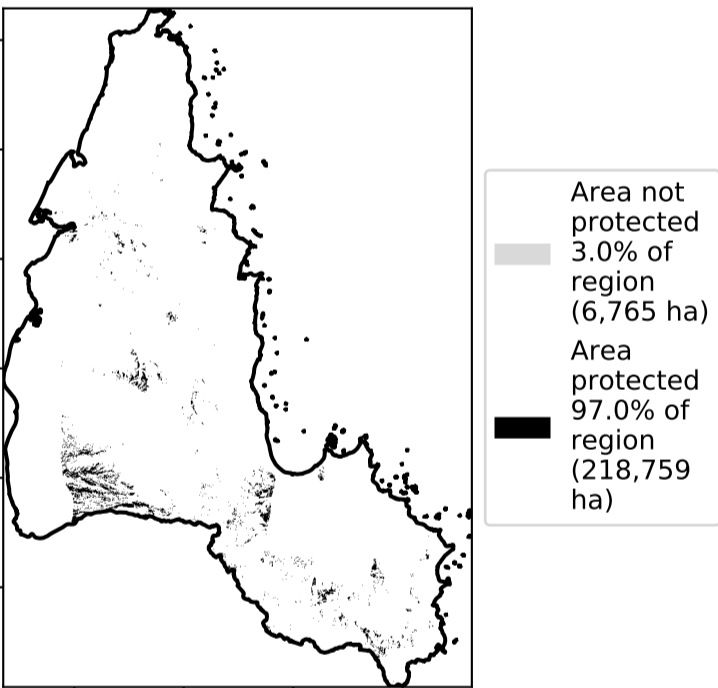 Area not
protected
3.0% of
region
(6,765 ha)
Area
protected
97.0% of
region
(218,759
ha)